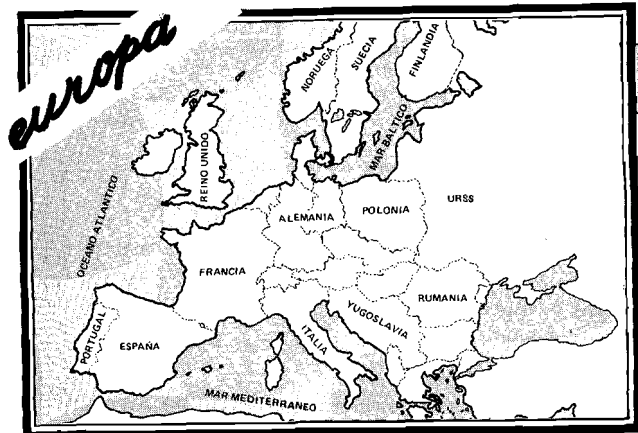 europa
NORUEGA
SUECIA
FINLANDIA
MAR BALTICO
REINO UNIDO
OCEANO ATLANTICO
ALEMANIA
POLONIA
URSS
FRANCIA
RUMANIA
YUGOSLAVIA
ITALIA
PORTUGAL
ESPAÑA
MAR MEDITERRANEO